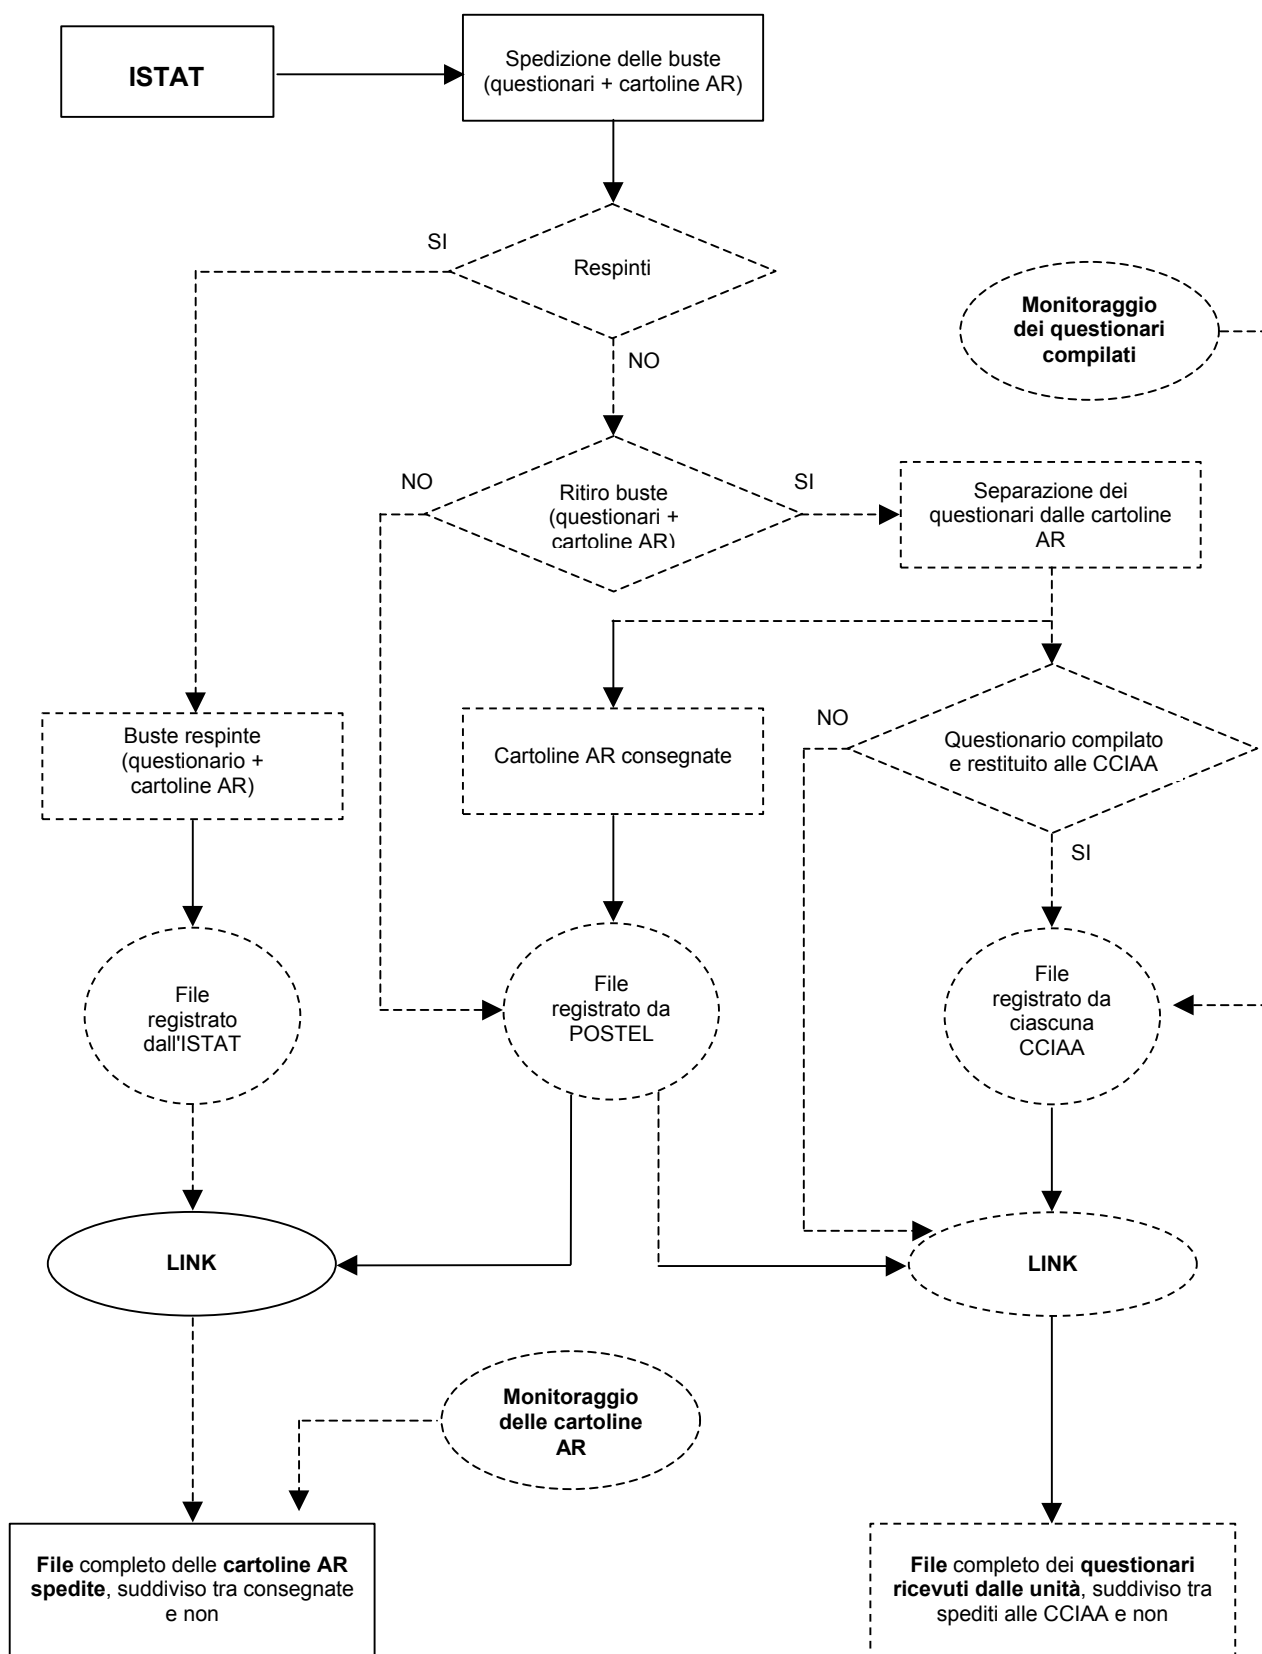 ISTAT
Spedizione delle buste
(questionari + cartoline AR)
SI
Respinti
NO
Monitoraggio
dei questionari
compilati
NO
Ritiro buste
(questionari +
cartoline AR)
SI
Separazione dei
questionari dalle cartoline
AR
Buste respinte
(questionario +
cartoline AR)
Cartoline AR consegnate
NO
Questionario compilato
e restituito alle CCIAA
SI
File
registrato
dall'ISTAT
File
registrato da
POSTEL
File
registrato da
ciascuna
CCIAA
LINK
LINK
Monitoraggio
delle cartoline
AR
File completo delle cartoline AR
spedite, suddiviso tra consegnate
e non
File completo dei questionari
ricevuti dalle unità, suddiviso tra
spediti alle CCIAA e non